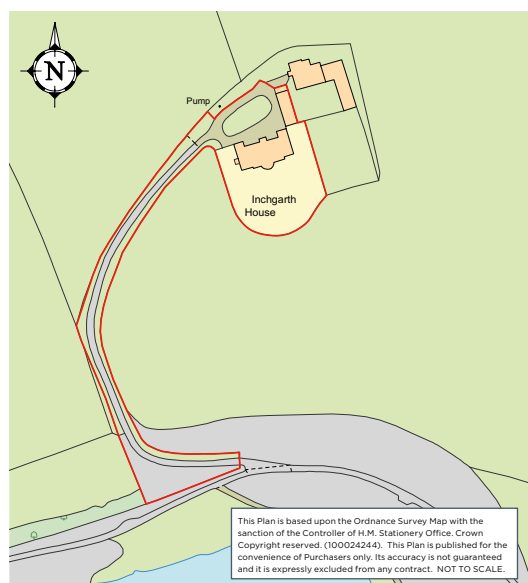 N
Pump
Inchgarth
House
This Plan is based upon the Ordnance Survey Map with the
sanction of the Controller of H.M. Stationery Office. Crown
Copyright reserved. (100024244). This Plan is published for the
convenience of Purchasers only. Its accuracy is not guaranteed
and it is expressly excluded from any contract. NOT TO SCALE.